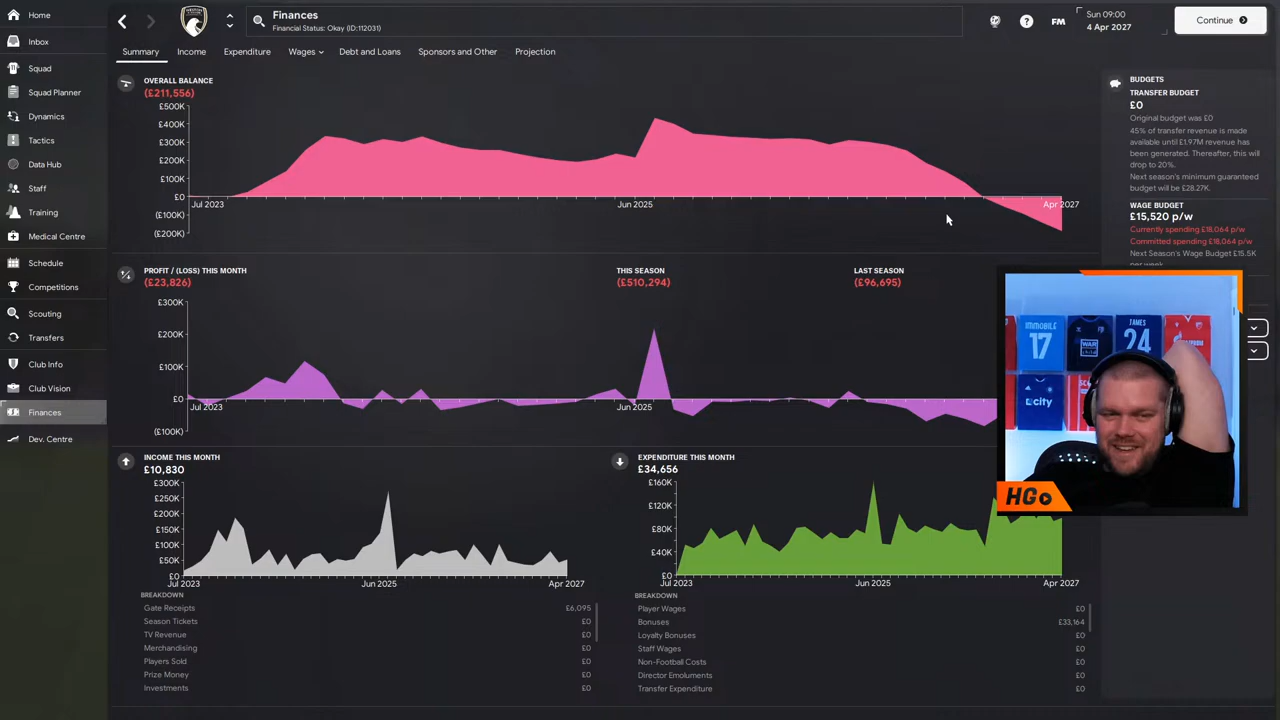 Home
Inbox
Squad
Squad Planner
Dynamics
Tactics
Data Hub
Staff
Training
Medical Centre
Schedule
Competitions
Scouting
Transfers
Club Info
Club Vision
Finances
Dev. Centre
Finances
Financial Status: Okay (ID:112031)
FM
Sun 09:00
4 Apr 2027
Continue
Summary
Income
Expenditure
Wages
Debt and Loans
Sponsors and Other
Projection
OVERALL BALANCE
(£211,556)
£500K
£400K
£300K
£200K
£100K
£0
(£100K)
(£200K)
Jul 2023
Jun 2025
Apr 2027
PROFIT / (LOSS) THIS MONTH
(£23,826)
THIS SEASON
(£510,294)
LAST SEASON
(£96,695)
£300K
£200K
£100K
£0
(£100K)
Jul 2023
Jun 2025
INCOME THIS MONTH
£10,830
£300K
£250K
£200K
£150K
£100K
£50K
£0
Jul 2023
Jun 2025
Apr 2027
BREAKDOWN
Gate Receipts £6,095
Season Tickets £0
TV Revenue £0
Merchandising £0
Players Sold £0
Prize Money £0
Investments £0
EXPENDITURE THIS MONTH
£34,656
£160K
£120K
£80K
£40K
£0
Jul 2023
Jun 2025
Apr 2027
BREAKDOWN
Player Wages £0
Bonuses £33,164
Loyalty Bonuses £0
Staff Wages £0
Non-Football Costs £0
Director Emoluments £0
Transfer Expenditure £0
BUDGETS
TRANSFER BUDGET
£0
Original budget was £0
45% of transfer revenue is made
available until £1.97M revenue has
been generated. Thereafter, this will
drop to 20%.
Next season's minimum guaranteed
budget will be £28.27K.
WAGE BUDGET
£15,520 p/w
Currently spending £18,064 p/w
Committed spending £18,064 p/w
Next Season's Wage Budget £15.5K
per week
IMMOBILE
17
WAR
TAMES
24
city
HGo